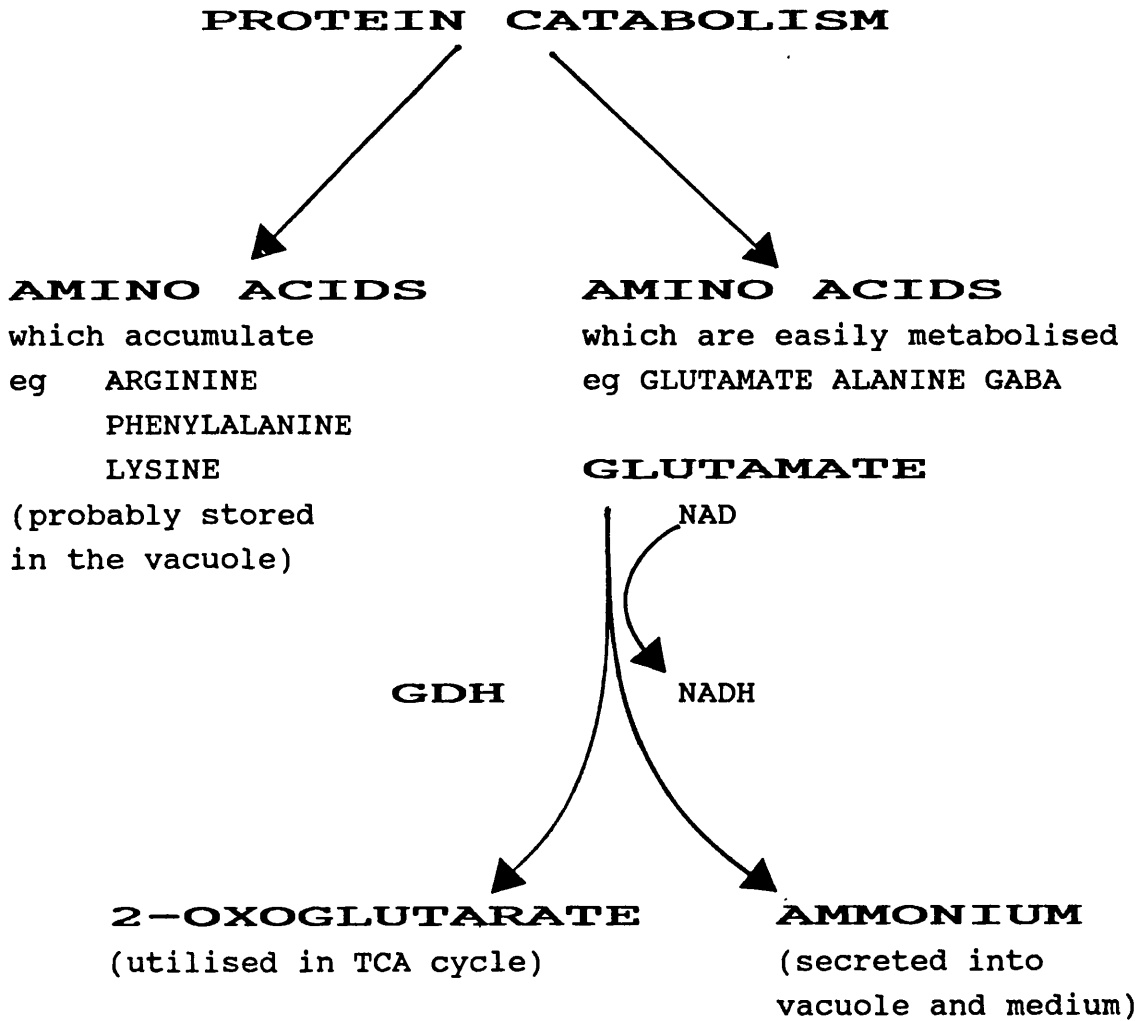 PROTEIN CATABOLISM
AMINO ACIDS
which accumulate
eg ARGININE
PHENYLALANINE
LYSINE
(probably stored
in the vacuole)
AMINO ACIDS
which are easily metabolised
eg GLUTAMATE ALANINE GABA
GLUTAMATE
NAD
GDH
NADH
2-OXOGLUTARATE
(utilised in TCA cycle)
AMMONIUM
(secreted into
vacuole and medium)